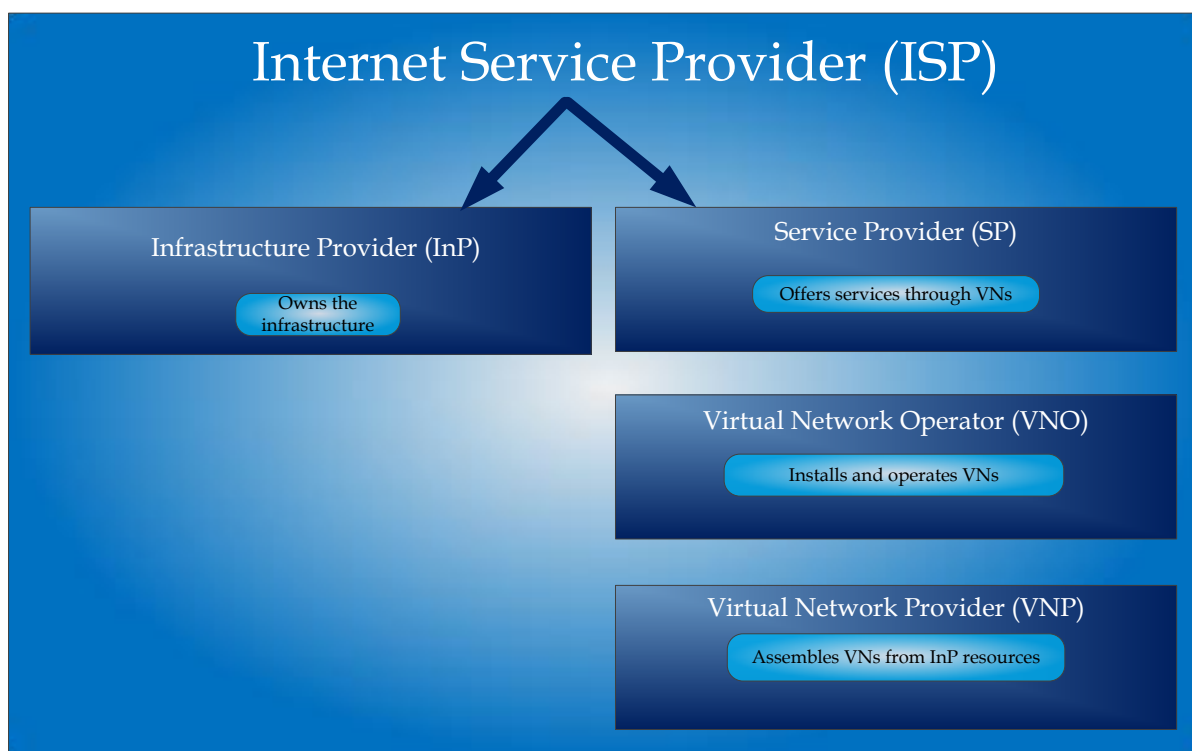 Internet Service Provider (ISP)
Infrastructure Provider (InP)
Owns the
infrastructure
Service Provider (SP)
Offers services through VNs
Virtual Network Operator (VNO)
Installs and operates VNs
Virtual Network Provider (VNP)
Assembles VNs from InP resources